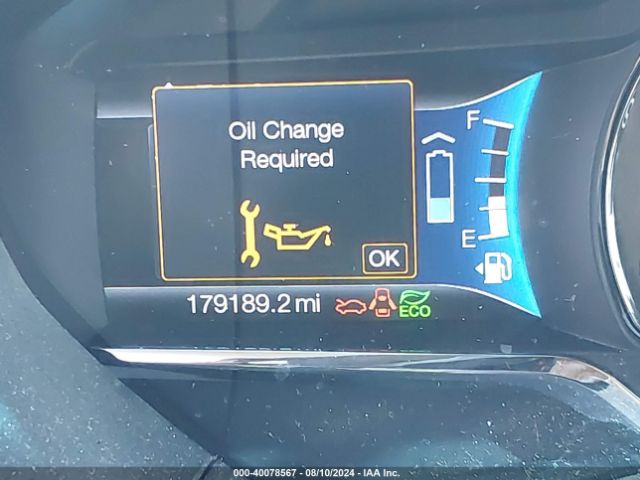 Oil Change
Required
OK
F
E
179189.2 mi
ECO
000-40078567 - 08/10/2024 - IAA Inc.